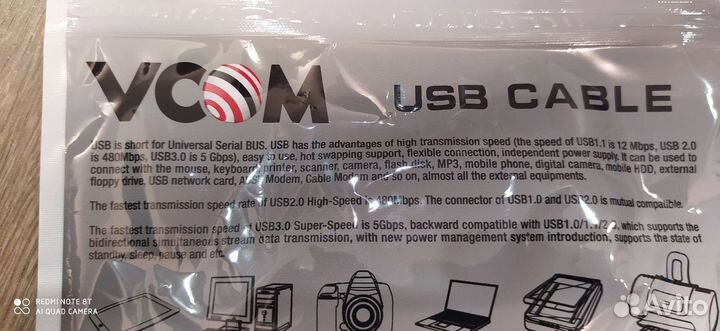 VCOM
USB CABLE
USB is short for Universal Serial BUS. USB has the advantages of high transmission speed (the speed of USB1.1 is 12 Mbps, USB 2.0
is 480Mbps, USB3.0 is 5 Gbps), easy to use, hot swapping support, flexible connection, independent power supply. It can be used to
connect with the mouse, keyboard, printer, scanner, camera, flash disk, MP3, mobile phone, digital camera, mobile HDD, external
floppy drive, USB network card, ADSL Modem, Cable Modem and so on, almost all the external equipments.
The fastest transmission speed rate of USB2.0 High-Speed is 480Mbps. The connector of USB1.0 and USB2.0 is mutual compatible.
The fastest transmission speed of USB3.0 Super-Speed is 5Gbps, backward compatible with USB1.0/1.1/2.0, which supports the
bidirectional simultaneous stream data transmission, with new power management system introduction, supports the state of
standby, sleep, pause and etc.
REDMI NOTE 8T
AI QUAD CAMERA
Avito